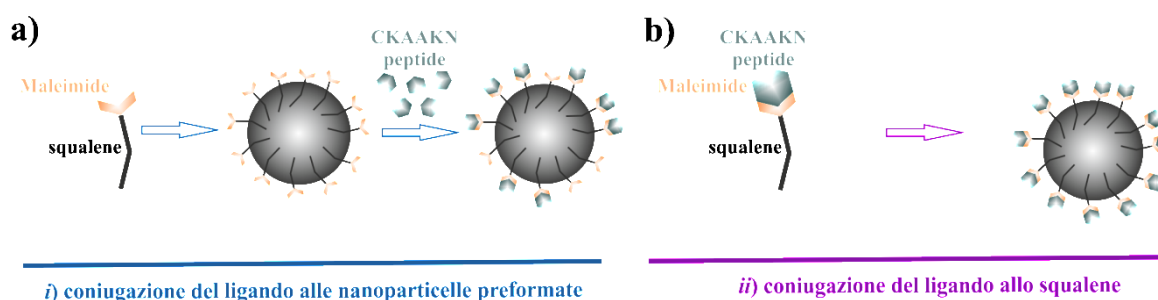 a)
CKAAKN
peptide
Maleimide
squalene
i) coniugazione del ligando alle nanoparticelle preformate
b)
CKAAKN
peptide
Maleimide
squalene
ii) coniugazione del ligando allo squalene